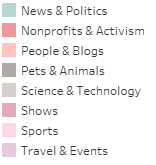 News & Politics
Nonprofits & Activism
People & Blogs
Pets & Animals
Science & Technology
Shows
Sports
Travel & Events